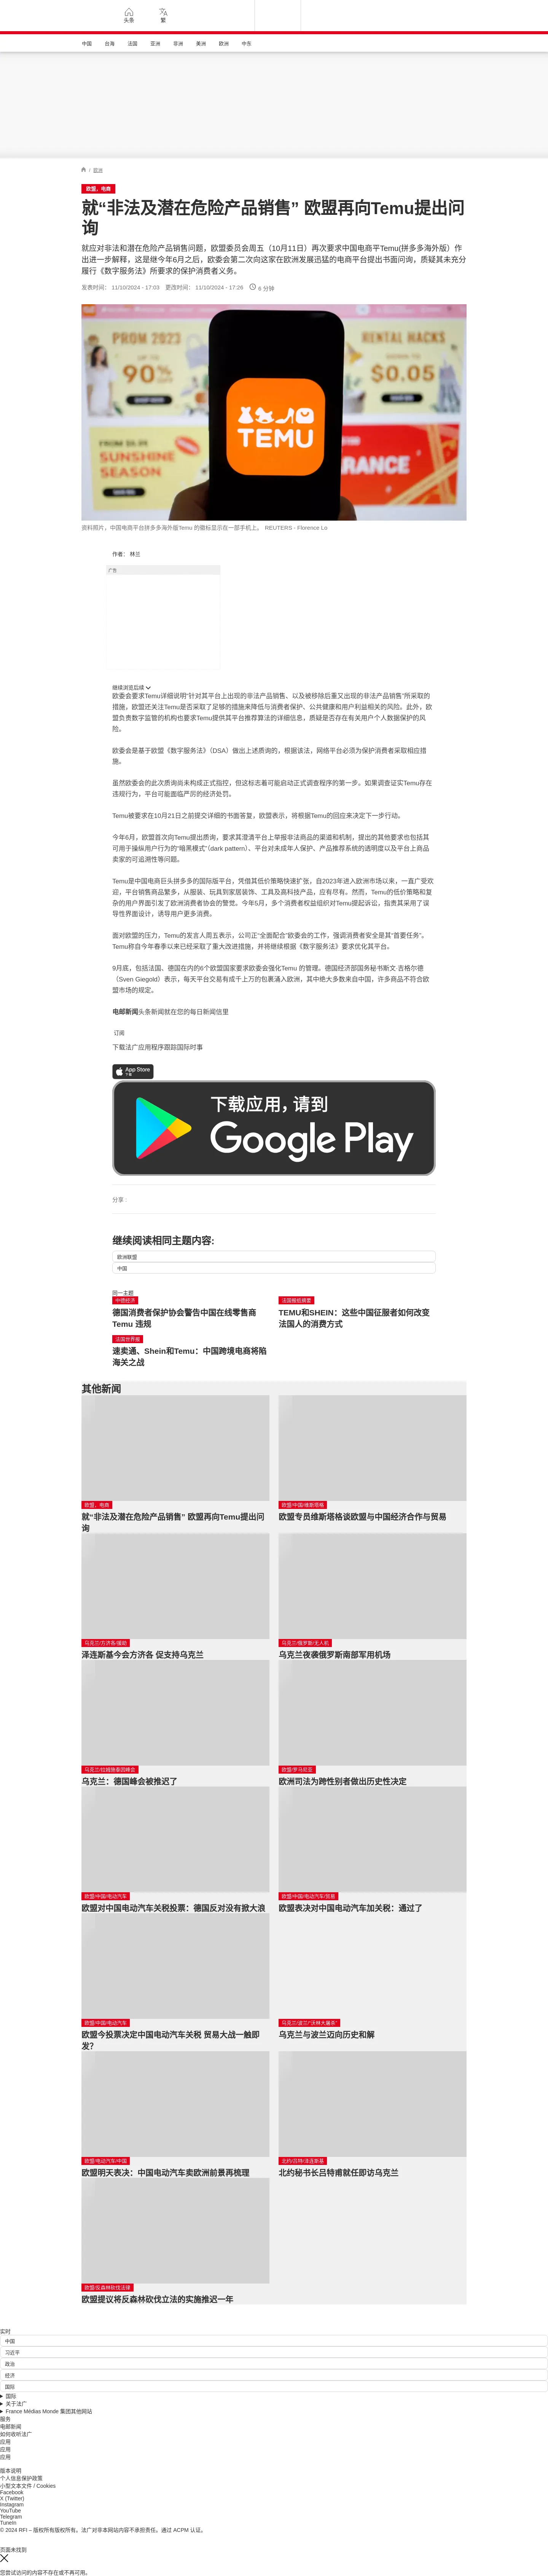 头条
繁
中国
台海
法国
亚洲
非洲
美洲
欧洲
中东
/ 欧洲
欧盟、电商
就“非法及潜在危险产品销售” 欧盟再向Temu提出问
询
就应对非法和潜在危险产品销售问题，欧盟委员会周五（10月11日）再次要求中国电商平Temu(拼多多海外版）作
出进一步解释，这是继今年6月之后，欧委会第二次向这家在欧洲发展迅猛的电商平台提出书面问询，质疑其未充分
履行《数字服务法》所要求的保护消费者义务。
发表时间： 11/10/2024 - 17:03 更改时间： 11/10/2024 - 17:26 6 分钟
PROM 2023
UP TO
90%
SUNSHINE
SEASON
TEMU
RENTAL HACKS
$0.05
RANCE
资料照片，中国电商平台拼多多海外版Temu 的徽标显示在一部手机上。 REUTERS - Florence Lo
作者： 林兰
广告
继续浏览后续
欧委会要求Temu详细说明“针对其平台上出现的非法产品销售、以及被移除后重又出现的非法产品销售”所采取的
措施，欧盟还关注Temu是否采取了足够的措施来降低与消费者保护、公共健康和用户利益相关的风险。此外，欧
盟负责数字监管的机构也要求Temu提供其平台推荐算法的详细信息，质疑是否存在有关用户个人数据保护的风
险。
欧委会是基于欧盟《数字服务法》（DSA）做出上述质询的，根据该法，网络平台必须为保护消费者采取相应措
施。
虽然欧委会的此次质询尚未构成正式指控，但这标志着可能启动正式调查程序的第一步。如果调查证实Temu存在
违规行为，平台可能面临严厉的经济处罚。
Temu被要求在10月21日之前提交详细的书面答复，欧盟表示，将根据Temu的回应来决定下一步行动。
今年6月，欧盟首次向Temu提出质询，要求其澄清平台上举报非法商品的渠道和机制，提出的其他要求也包括其
可用于操纵用户行为的“暗黑模式”（dark pattern）、平台对未成年人保护、产品推荐系统的透明度以及平台上商品
卖家的可追溯性等问题。
Temu是中国电商巨头拼多多的国际版平台，凭借其低价策略快速扩张，自2023年进入欧洲市场以来，一直广受欢
迎，平台销售商品繁多，从服装、玩具到家居装饰、工具及高科技产品，应有尽有。然而，Temu的低价策略和复
杂的用户界面引发了欧洲消费者协会的警觉。今年5月，多个消费者权益组织对Temu提起诉讼，指责其采用了误
导性界面设计，诱导用户更多消费。
面对欧盟的压力，Temu的发言人周五表示，公司正“全面配合”欧委会的工作，强调消费者安全是其“首要任务”。
Temu称自今年春季以来已经采取了重大改进措施，并将继续根据《数字服务法》要求优化其平台。
9月底，包括法国、德国在内的6个欧盟国家要求欧委会强化Temu 的管理。德国经济部国务秘书斯文·吉格尔德
（Sven Giegold）表示，每天平台交易有成千上万的包裹涌入欧洲，其中绝大多数来自中国，许多商品不符合欧
盟市场的规定。
电邮新闻头条新闻就在您的每日新闻信里
订阅
下载法广应用程序跟踪国际时事
App Store
下载
下载应用，请到
Google Play
分享 :
继续阅读相同主题内容:
欧洲联盟
中国
同一主题
中德经济
德国消费者保护协会警告中国在线零售商
Temu 违规
法国报纸摘要
TEMU和SHEIN：这些中国征服者如何改变
法国人的消费方式
法国世界报
速卖通、Shein和Temu：中国跨境电商将陷
海关之战
其他新闻
欧盟、电商
就“非法及潜在危险产品销售” 欧盟再向Temu提出问
询
欧盟/中国/维斯塔格
欧盟专员维斯塔格谈欧盟与中国经济合作与贸易
乌克兰/方济各/援助
泽连斯基今会方济各 促支持乌克兰
乌克兰/俄罗斯/无人机
乌克兰夜袭俄罗斯南部军用机场
乌克兰/拉姆施泰因峰会
乌克兰：德国峰会被推迟了
欧盟/罗马尼亚
欧洲司法为跨性别者做出历史性决定
欧盟/中国/电动汽车
欧盟对中国电动汽车关税投票：德国反对没有掀大浪
欧盟/中国/电动汽车/贸易
欧盟表决对中国电动汽车加关税：通过了
欧盟/中国/电动汽车
欧盟今投票决定中国电动汽车关税 贸易大战一触即
发？
乌克兰/波兰/“沃林大屠杀”
乌克兰与波兰迈向历史和解
欧盟/电动汽车/中国
欧盟明天表决：中国电动汽车卖欧洲前景再梳理
北约/吕特/泽连斯基
北约秘书长吕特甫就任即访乌克兰
欧盟/反森林砍伐法律
欧盟提议将反森林砍伐立法的实施推迟一年
实时
中国
习近平
政治
经济
国际
国际
关于法广
France Médias Monde 集团其他网站
服务
电邮新闻
如何收听法广
应用
应用
应用
版本说明
个人信息保护政策
小型文本文件 / Cookies
Facebook
X (Twitter)
Instagram
YouTube
Telegram
TuneIn
© 2024 RFI – 版权所有版权所有。法广对非本网站内容不承担责任。通过 ACPM 认证。
页面未找到
您尝试访问的内容不存在或不再可用。